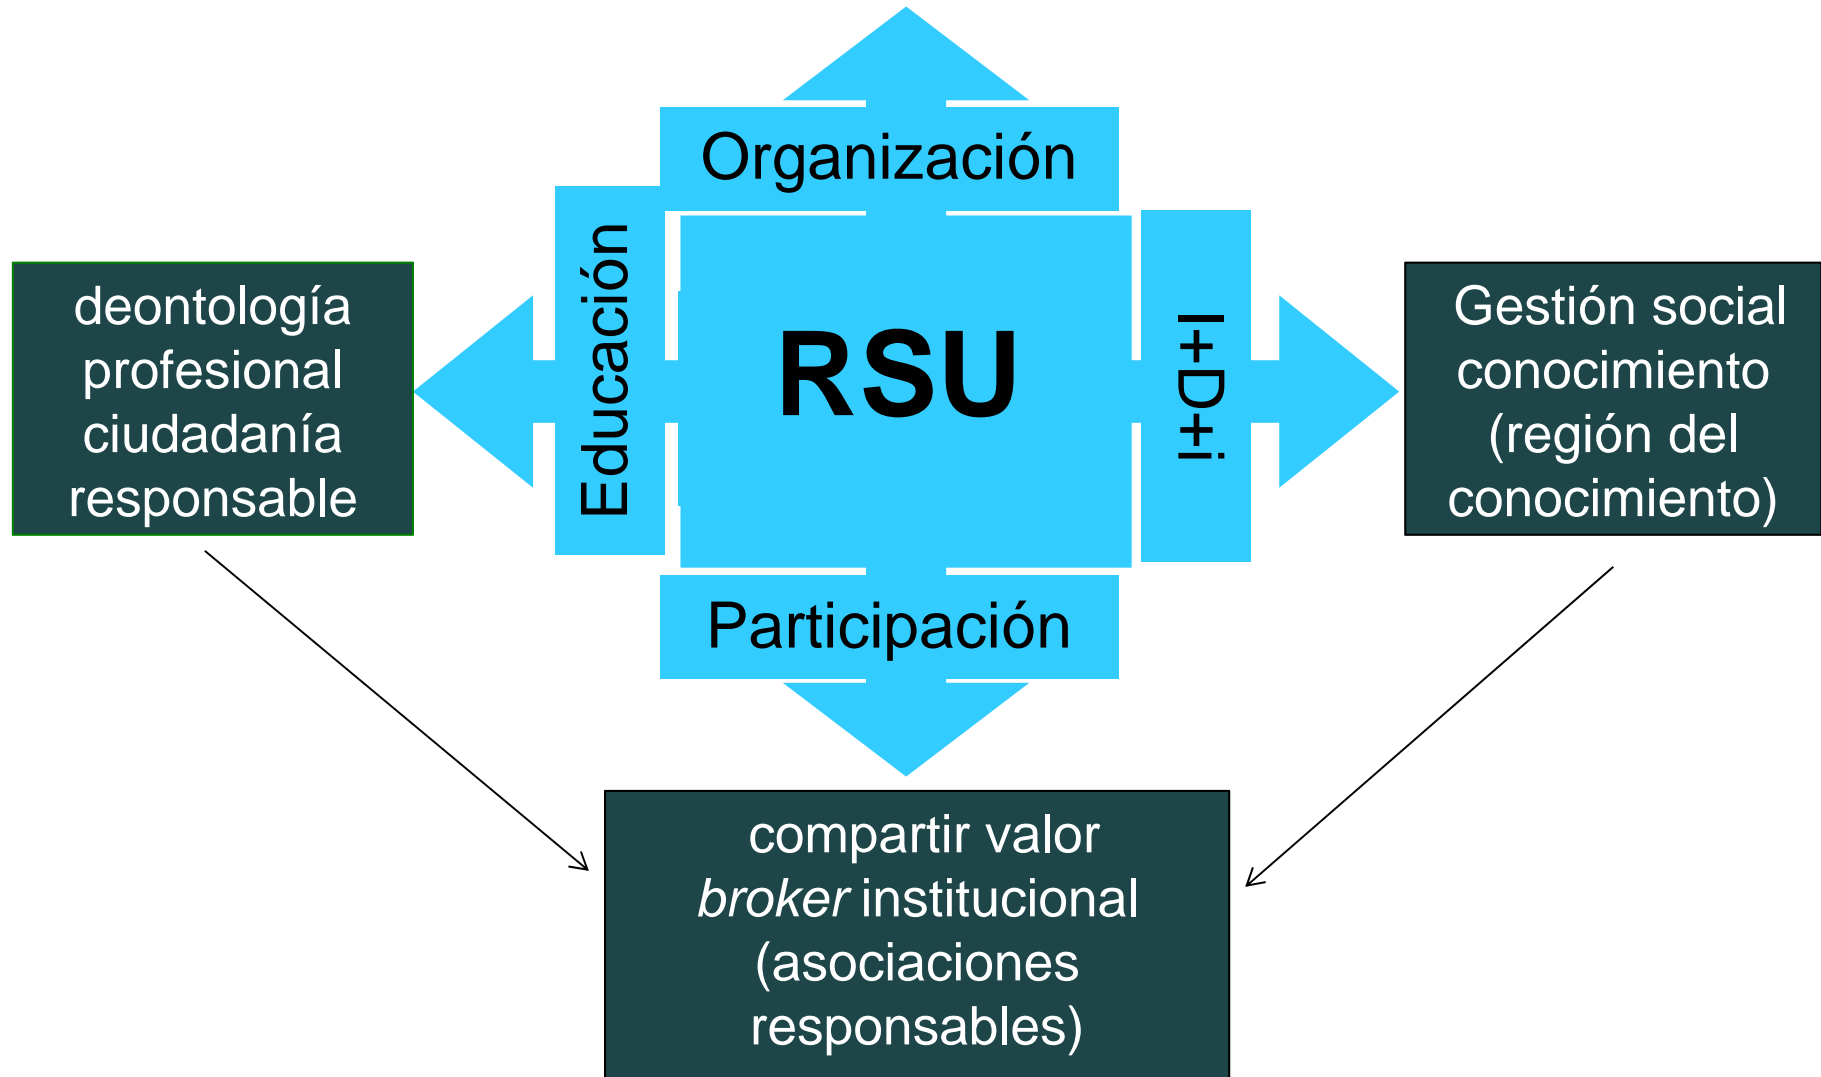 Organización
Educación
RSU
I+D+i
deontología
profesional
ciudadanía
responsable
Gestión social
conocimiento
(región del
conocimiento)
Participación
compartir valor
broker institucional
(asociaciones
responsables)